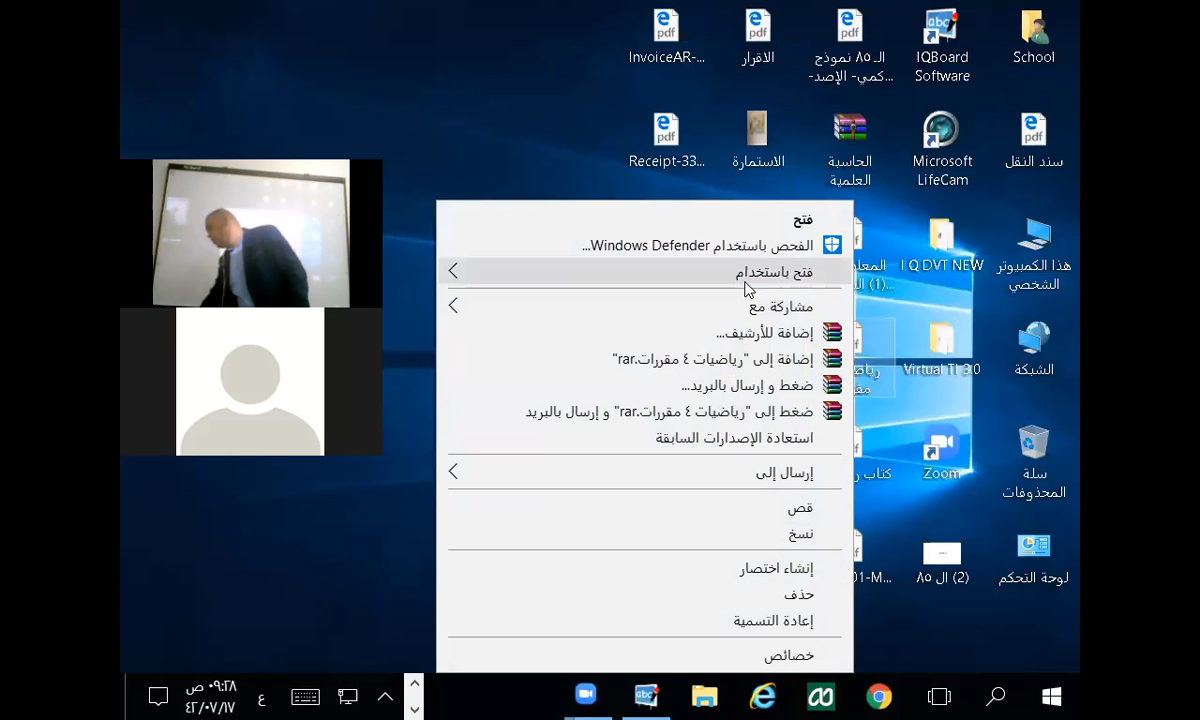 School
IQBoard
Software
الـ ٨٥ نموذج
كمي- الإصد-...
الاقرار
InvoiceAR-...
سند النقل
Microsoft
LifeCam
الحاسبة
العلمية
الاستمارة
Receipt-33...
هذا الكمبيوتر
الشخصي
I Q DVT NEW
الشبكة
Virtual TI 3.0
سلة
المحذوفات
Zoom
كتاب
لوحة التحكم
(2) ال ٨٥
01-M...
فتح
الفحص باستخدام Windows Defender...
فتح باستخدام
مشاركة مع
إضافة للأرشيف...
إضافة إلى "رياضيات ٤ مقررات.rar"
ضغط و إرسال بالبريد...
ضغط إلى "رياضيات ٤ مقررات.rar" و إرسال بالبريد
استعادة الإصدارات السابقة
إرسال إلى
قص
نسخ
إنشاء اختصار
حذف
إعادة التسمية
خصائص
٠٩:٢٨ ص
٤٢/٠٧/١٧
ع